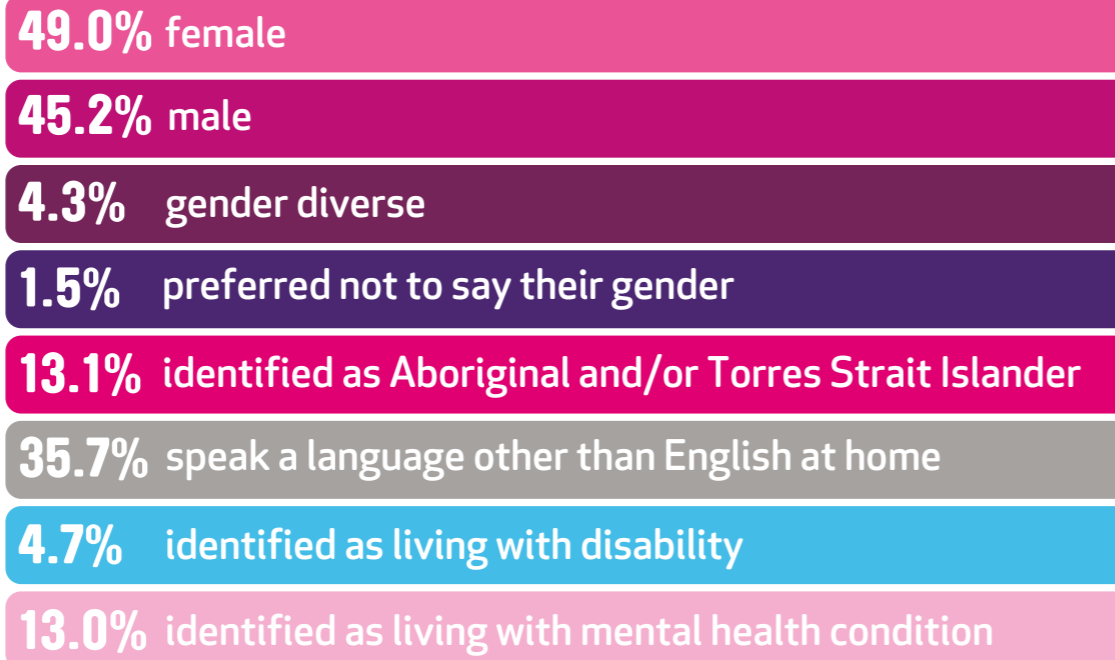 49.0% female
45.2% male
4.3% gender diverse
1.5% preferred not to say their gender
13.1% identified as Aboriginal and/or Torres Strait Islander
35.7% speak a language other than English at home
4.7% identified as living with disability
13.0% identified as living with mental health condition